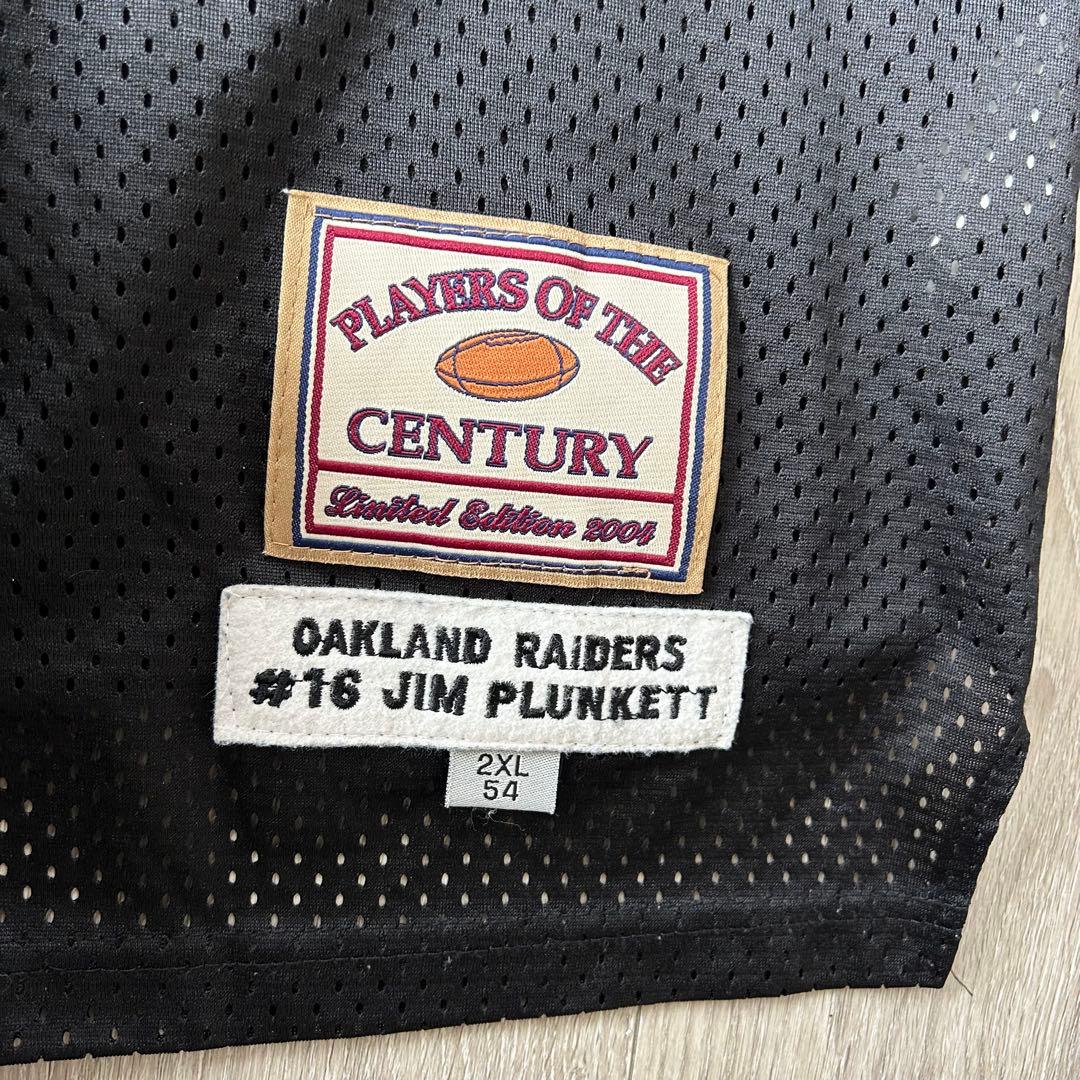 PLAYERS OF THE
CENTURY
Limited Edition 2004
OAKLAND RAIDERS
#16 JIM PLUNKETT
2XL
54